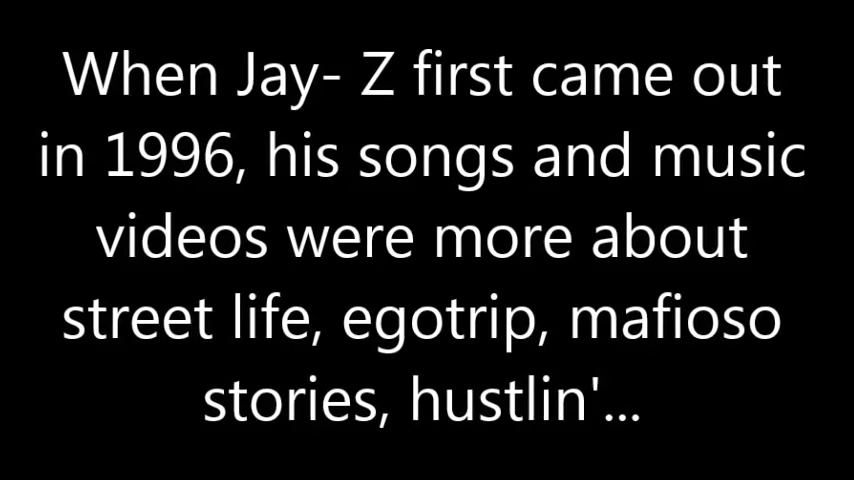 When Jay- Z first came out
in 1996, his songs and music
videos were more about
street life, egotrip, mafioso
stories, hustlin'...